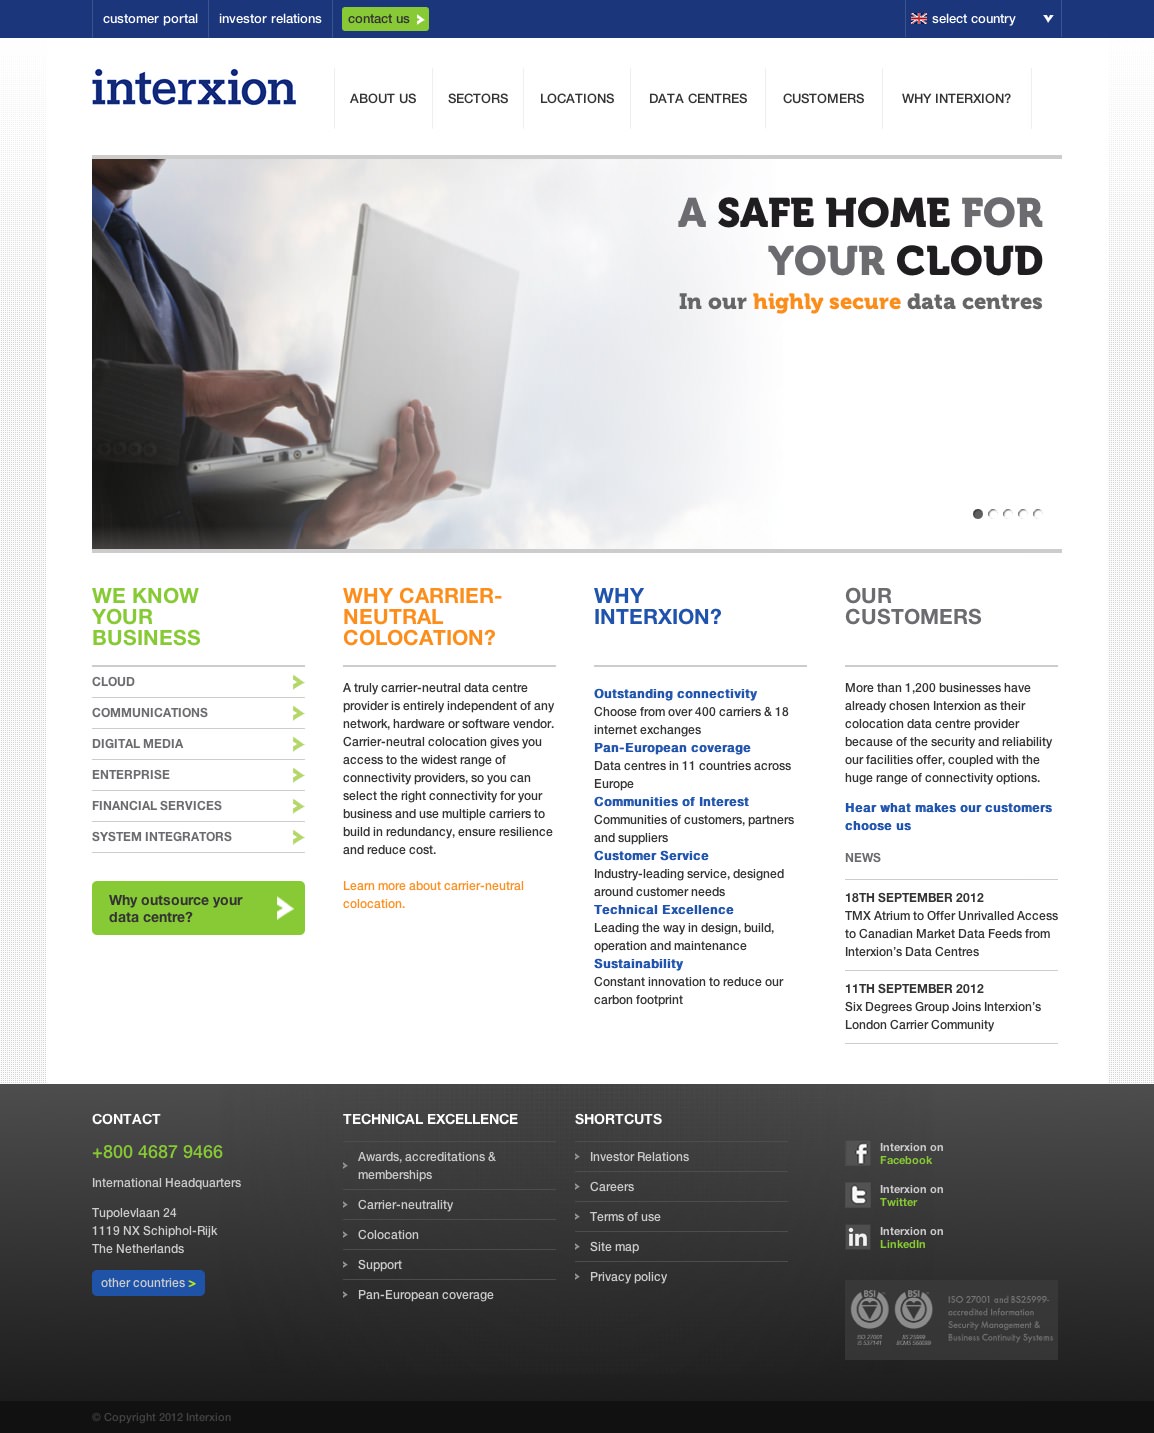 customer portal
investor relations
contact us
select country
interxion
ABOUT US
SECTORS
LOCATIONS
DATA CENTRES
CUSTOMERS
WHY INTERXION?
A SAFE HOME FOR
YOUR CLOUD
In our highly secure data centres
WE KNOW
YOUR
BUSINESS
CLOUD
COMMUNICATIONS
DIGITAL MEDIA
ENTERPRISE
FINANCIAL SERVICES
SYSTEM INTEGRATORS
Why outsource your
data centre?
WHY CARRIER-
NEUTRAL
COLOCATION?
A truly carrier-neutral data centre
provider is entirely independent of any
network, hardware or software vendor.
Carrier-neutral colocation gives you
access to the widest range of
connectivity providers, so you can
select the right connectivity for your
business and use multiple carriers to
build in redundancy, ensure resilience
and reduce cost.
Learn more about carrier-neutral
colocation.
WHY
INTERXION?
Outstanding connectivity
Choose from over 400 carriers & 18
internet exchanges
Pan-European coverage
Data centres in 11 countries across
Europe
Communities of Interest
Communities of customers, partners
and suppliers
Customer Service
Industry-leading service, designed
around customer needs
Technical Excellence
Leading the way in design, build,
operation and maintenance
Sustainability
Constant innovation to reduce our
carbon footprint
OUR
CUSTOMERS
More than 1,200 businesses have
already chosen Interxion as their
colocation data centre provider
because of the security and reliability
our facilities offer, coupled with the
huge range of connectivity options.
Hear what makes our customers
choose us
NEWS
18TH SEPTEMBER 2012
TMX Atrium to Offer Unrivalled Access
to Canadian Market Data Feeds from
Interxion's Data Centres
11TH SEPTEMBER 2012
Six Degrees Group Joins Interxion's
London Carrier Community
CONTACT
+800 4687 9466
International Headquarters
Tupolevlaan 24
1119 NX Schiphol-Rijk
The Netherlands
other countries >
TECHNICAL EXCELLENCE
Awards, accreditations &
memberships
Carrier-neutrality
Colocation
Support
Pan-European coverage
SHORTCUTS
Investor Relations
Careers
Terms of use
Site map
Privacy policy
Interxion on
Facebook
Interxion on
Twitter
Interxion on
LinkedIn
BSI
BSI
ISO 27001
BS 25999
ISO 27001 and BS25999-
accredited Information
Security Management &
Business Continuity Systems
© Copyright 2012 Interxion